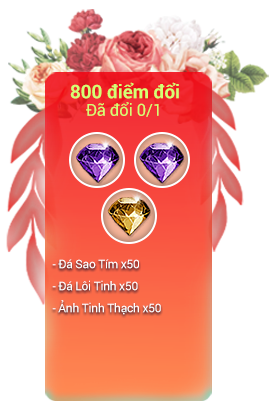 800 điểm đổi
Đã đổi 0/1
- Đá Sao Tím x50
- Đá Lôi Tinh x50
- Ảnh Tinh Thạch x50